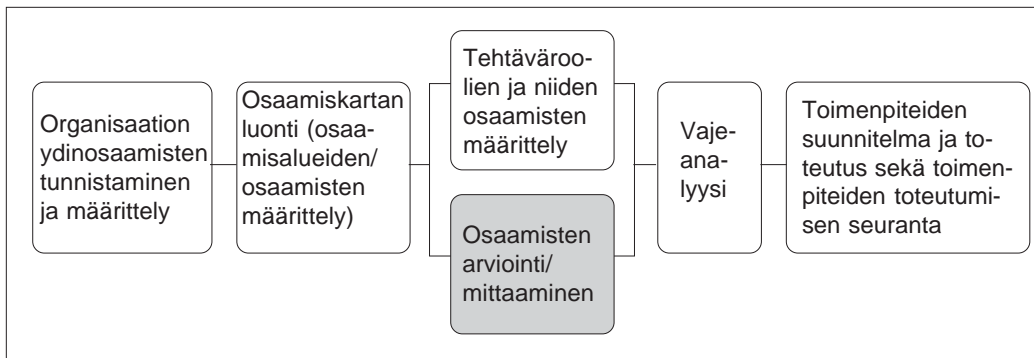 Organisaation
ydinosaamisten
tunnistaminen
ja määrittely
Osaamiskartan
luonti (osaa-
misalueiden/
osaamisten
määrittely)
Tehtäväroo-
lien ja niiden
osaamisten
määrittely
Osaamisten
arviointi/
mittaaminen
Vaje-
ana-
lyysi
Toimenpiteiden
suunnitelma ja to-
teutus sekä toimen-
piteiden toteutumi-
sen seuranta